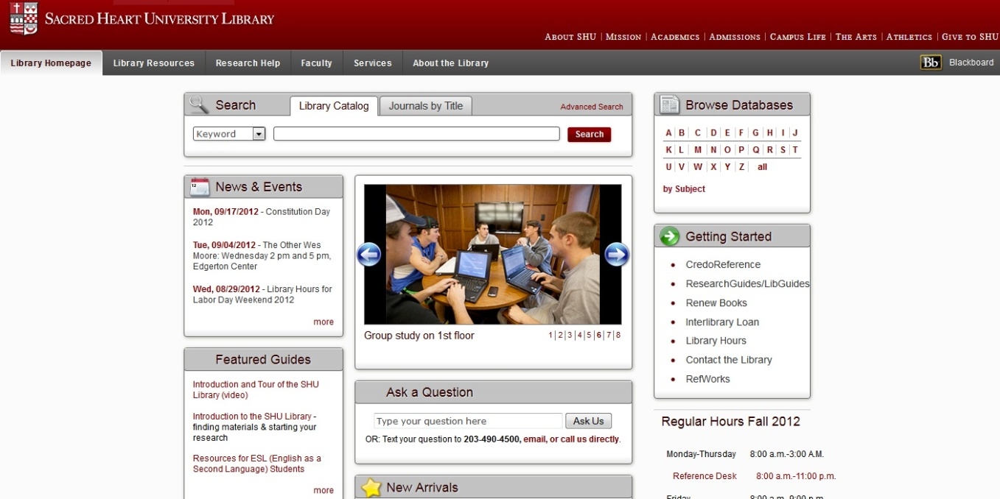 SACRED HEART UNIVERSITY LIBRARY
ABOUT SHU | MISSION | ACADEMICS | ADMISSIONS | CAMPUS LIFE | THE ARTS | ATHLETICS | GIVE TO SHU
Library Homepage Library Resources Research Help Faculty Services About the Library Bb Blackboard
Search Library Catalog Journals by Title Advanced Search
Keyword Search
News & Events
12
Mon, 09/17/2012 - Constitution Day
2012
Tue, 09/04/2012 - The Other Wes
Moore: Wednesday 2 pm and 5 pm,
Edgerton Center
Wed, 08/29/2012 - Library Hours for
Labor Day Weekend 2012
more
Featured Guides
Introduction and Tour of the SHU
Library (video)
Introduction to the SHU Library -
finding materials & starting your
research
Resources for ESL (English as a
Second Language) Students
more
Group study on 1st floor 1|2|3|4|5|6|7|8
Ask a Question
Type your question here Ask Us
OR: Text your question to 203-490-4500, email, or call us directly.
New Arrivals
Browse Databases
A | B | C | D | E | F | G | H | I | J
K | L | M | N | O | P | Q | R | S | T
U | V | W | X | Y | Z | all
by Subject
Getting Started
• CredoReference
• ResearchGuides/LibGuides
• Renew Books
• Interlibrary Loan
• Library Hours
• Contact the Library
• RefWorks
Regular Hours Fall 2012
Monday-Thursday 8:00 a.m.-3:00 A.M.
Reference Desk 8:00 a.m.-11:00 p.m.
Friday 8:00 a.m.-9:00 p.m.